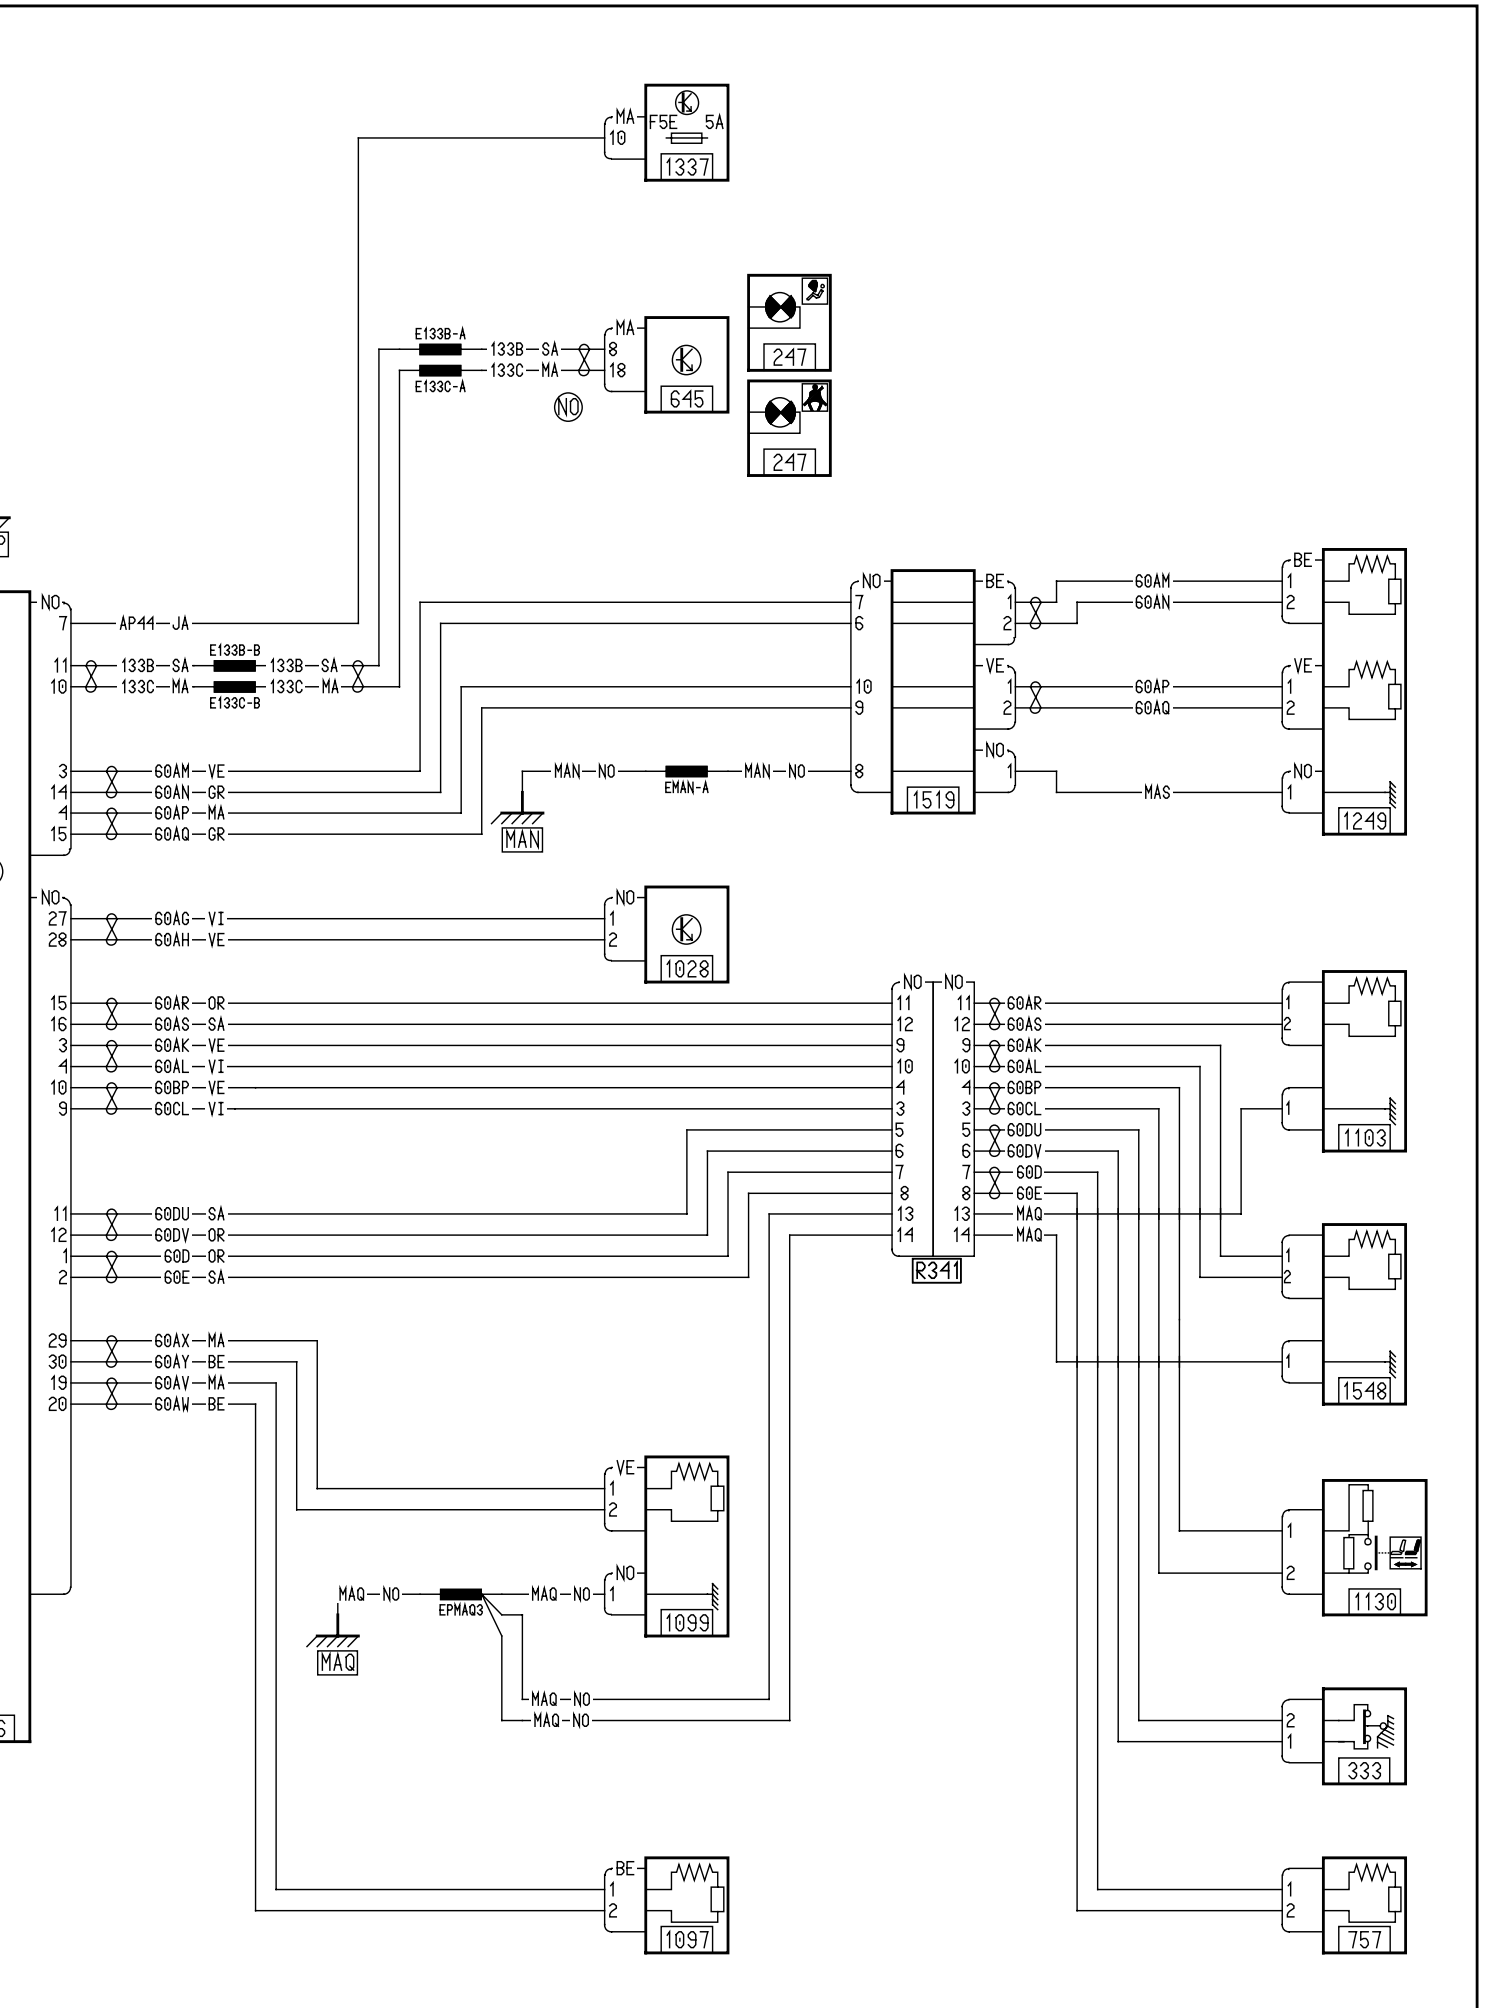 MA
F5E 5A
10
1337
E133B-A
MA
133B SA 8
133C MA 18
E133C-A
645
NO
247
247
NO
7 AP44 JA
E133B-B
11 133B SA 133B SA
10 133C MA 133C MA
E133C-B
3 60AM VE
14 60AN GR
4 60AP MA
15 60AQ GR
NO BE
7 1
6 2
VE
10 1
9 2
NO
MAN NO MAN NO 8 1
EMAN-A
MAN
1519
60AM BE 1
60AN 2
VE
60AP 1
60AQ 2
NO
MAS 1
1249
NO
27 60AG VI
28 60AH VE
NO
1
2
1028
15 60AR OR
16 60AS SA
3 60AK VE
4 60AL VI
10 60BP VE
9 60CL VI
11 60DU SA
12 60DV OR
1 60D OR
2 60E SA
29 60AX MA
30 60AY BE
19 60AV MA
20 60AW BE
NO NO
11 11 60AR
12 12 60AS
9 9 60AK
10 10 60AL
4 4 60BP
3 3 60CL
5 5 60DU
6 6 60DV
7 7 60D
8 8 60E
13 13 MAQ
14 14 MAQ
R341
1
2
1
1103
1
2
1
1548
VE
1
2
NO
MAQ NO MAQ NO 1
EPMAQ3
1099
MAQ
MAQ NO
MAQ NO
1
2
1130
2
1
333
BE
1
2
1097
1
2
757